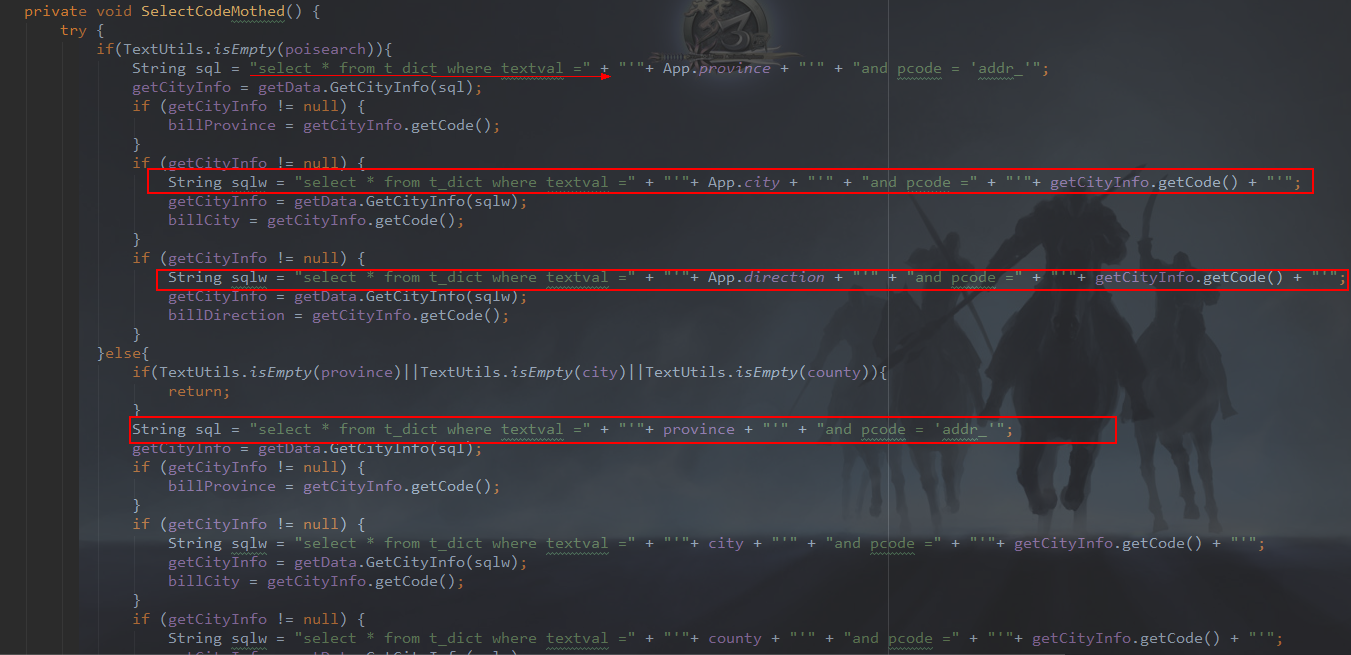 private void SelectCodeMothed() {
try {
if(TextUtils.isEmpty(poisearch)){
String sql = "select * from t_dict where textval =" + "'"+ App.province + "'" + "and pcode = 'addr_'";
getCityInfo = getData.GetCityInfo(sql);
if (getCityInfo != null) {
billProvince = getCityInfo.getCode();
}
if (getCityInfo != null) {
String sqlw = "select * from t_dict where textval =" + "'"+ App.city + "'" + "and pcode =" + "'"+ getCityInfo.getCode() + "'";
getCityInfo = getData.GetCityInfo(sqlw);
billCity = getCityInfo.getCode();
}
if (getCityInfo != null) {
String sqlw = "select * from t_dict where textval =" + "'"+ App.direction + "'" + "and pcode =" + "'"+ getCityInfo.getCode() + "'";
getCityInfo = getData.GetCityInfo(sqlw);
billDirection = getCityInfo.getCode();
}
}else{
if(TextUtils.isEmpty(province)||TextUtils.isEmpty(city)||TextUtils.isEmpty(county)){
return;
}
String sql = "select * from t_dict where textval =" + "'"+ province + "'" + "and pcode = 'addr_'";
getCityInfo = getData.GetCityInfo(sql);
if (getCityInfo != null) {
billProvince = getCityInfo.getCode();
}
if (getCityInfo != null) {
String sqlw = "select * from t_dict where textval =" + "'"+ city + "'" + "and pcode =" + "'"+ getCityInfo.getCode() + "'";
getCityInfo = getData.GetCityInfo(sqlw);
billCity = getCityInfo.getCode();
}
if (getCityInfo != null) {
String sqlw = "select * from t_dict where textval =" + "'"+ county + "'" + "and pcode =" + "'"+ getCityInfo.getCode() + "'";